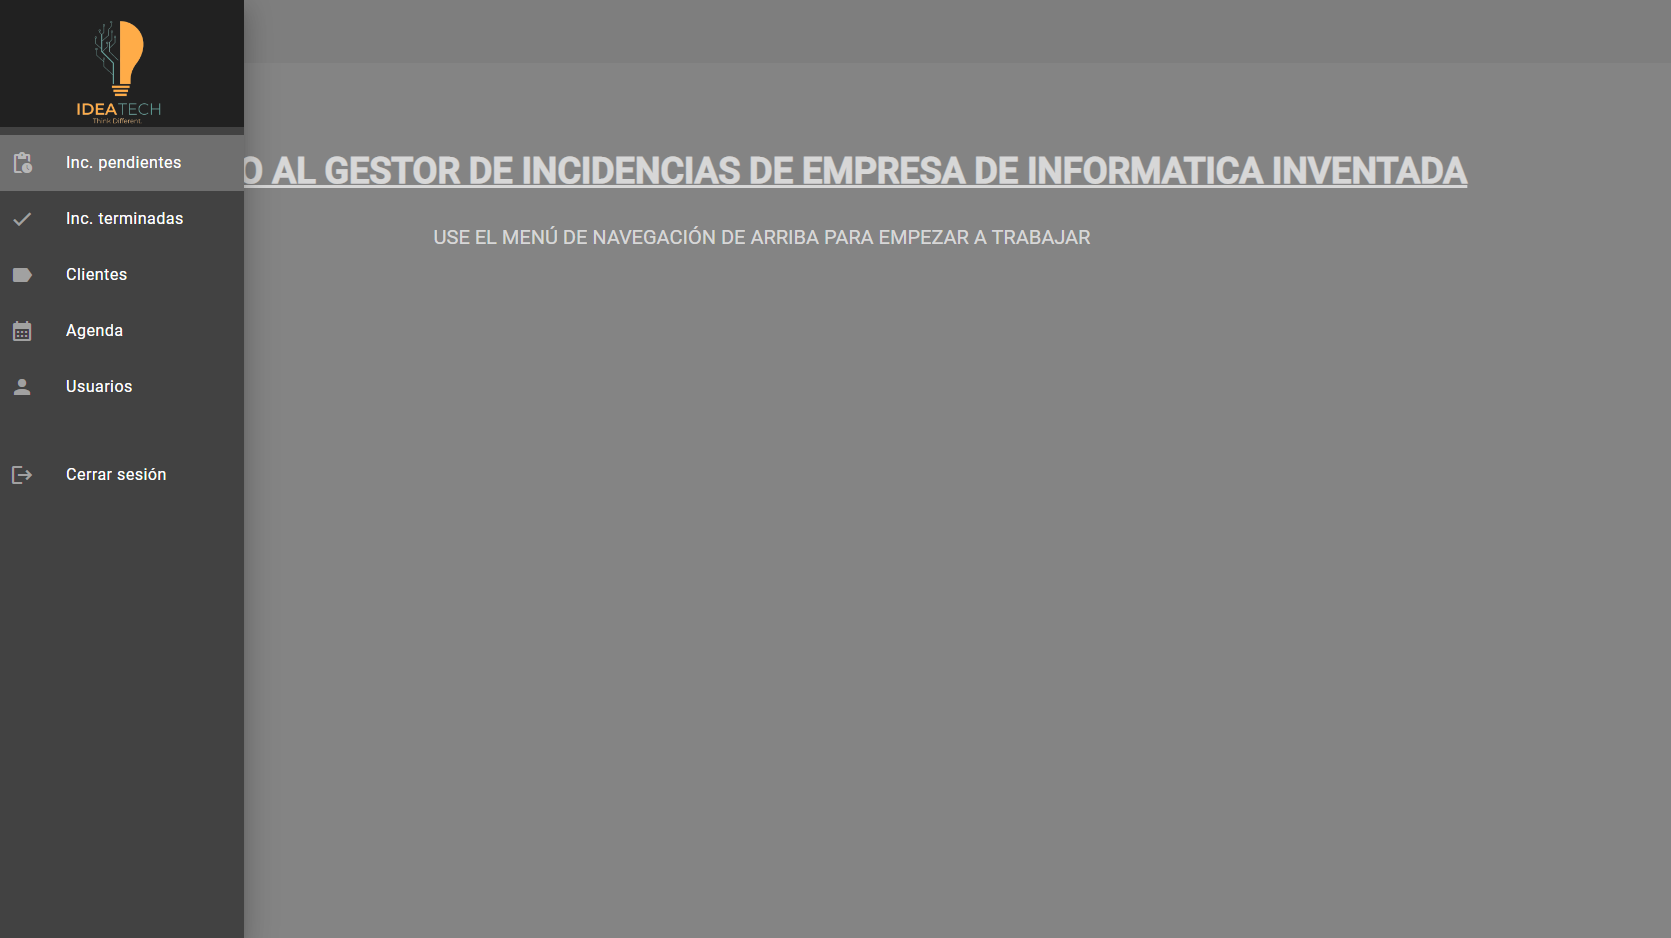 IDEATECH
Think Different.
Inc. pendientes
Inc. terminadas
Clientes
Agenda
Usuarios
Cerrar sesión
O AL GESTOR DE INCIDENCIAS DE EMPRESA DE INFORMATICA INVENTADA
USE EL MENÚ DE NAVEGACIÓN DE ARRIBA PARA EMPEZAR A TRABAJAR